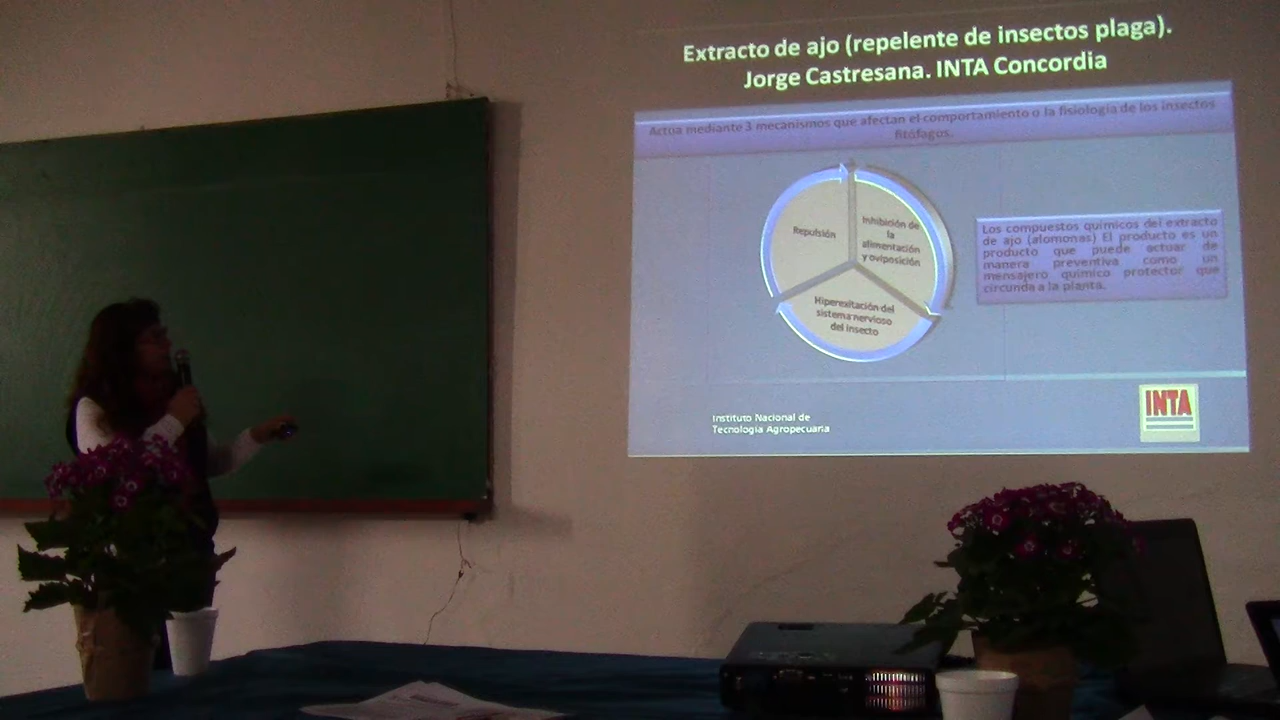 Extracto de ajo (repelente de insectos plaga).
Jorge Castresana. INTA Concordia
Actoa mediante 3 mecanismos que afectan el comportamiento o la fisiología de los insectos
fitófagos.
Repulsión
Inhibición de
la
alimentación
y oviposición
Hiperexitación del
sistema nervioso
del insecto
Los compuestos químicos del extracto
de ajo (alomonas) El producto es un
producto que puede actuar de
manera preventiva como un
mensajero químico protector que
circunda a la planta.
Instituto Nacional de
Tecnología Agropecuaria
INTA